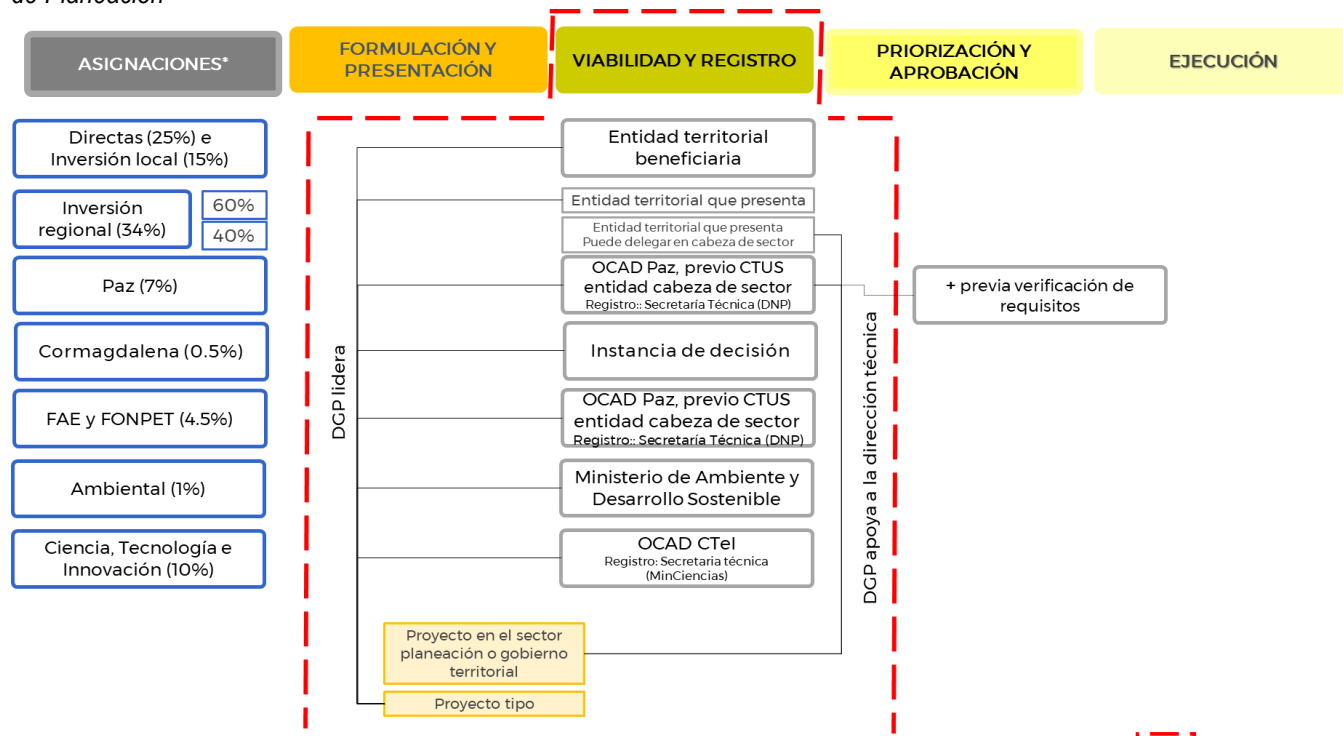 de Planeación
ASIGNACIONES*
FORMULACIÓN Y
PRESENTACIÓN
VIABILIDAD Y REGISTRO
PRIORIZACIÓN Y
APROBACIÓN
EJECUCIÓN
Directas (25%) e
Inversión local (15%)
Inversión
regional (34%)
60%
40%
Paz (7%)
Cormagdalena (0.5%)
FAE y FONPET (4.5%)
Ambiental (1%)
Ciencia, Tecnología e
Innovación (10%)
DGP lidera
Entidad territorial
beneficiaria
Entidad territorial que presenta
Entidad territorial que presenta
Puede delegar en cabeza de sector
OCAD Paz, previo CTUS
entidad cabeza de sector
Registro:: Secretaría Técnica (DNP)
Instancia de decisión
OCAD Paz, previo CTUS
entidad cabeza de sector
Registro:: Secretaría Técnica (DNP)
Ministerio de Ambiente y
Desarrollo Sostenible
OCAD CTeI
Registro: Secretaria técnica
(MinCiencias)
Proyecto en el sector
planeación o gobierno
territorial
Proyecto tipo
DGP apoya a la dirección técnica
+ previa verificación de
requisitos